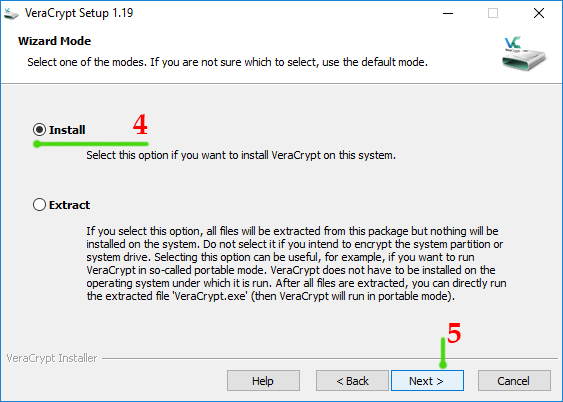 VeraCrypt Setup 1.19
Wizard Mode
Select one of the modes. If you are not sure which to select, use the default mode.
VC
VeraCrypt
Install
4
Select this option if you want to install VeraCrypt on this system.
Extract
If you select this option, all files will be extracted from this package but nothing will be
installed on the system. Do not select it if you intend to encrypt the system partition or
system drive. Selecting this option can be useful, for example, if you want to run
VeraCrypt in so-called portable mode. VeraCrypt does not have to be installed on the
operating system under which it is run. After all files are extracted, you can directly run
the extracted file 'VeraCrypt.exe' (then VeraCrypt will run in portable mode).
5
VeraCrypt Installer
Help
< Back
Next >
Cancel